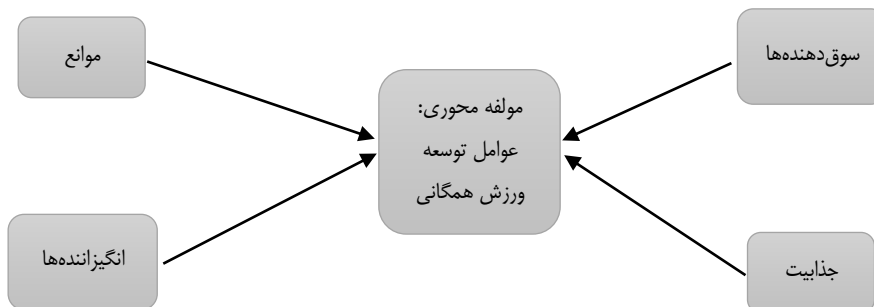 سوق‌دهنده‌ها
موانع
مولفه محوری:
عوامل توسعه
ورزش همگانی
جذابیت
انگیزاننده‌ها